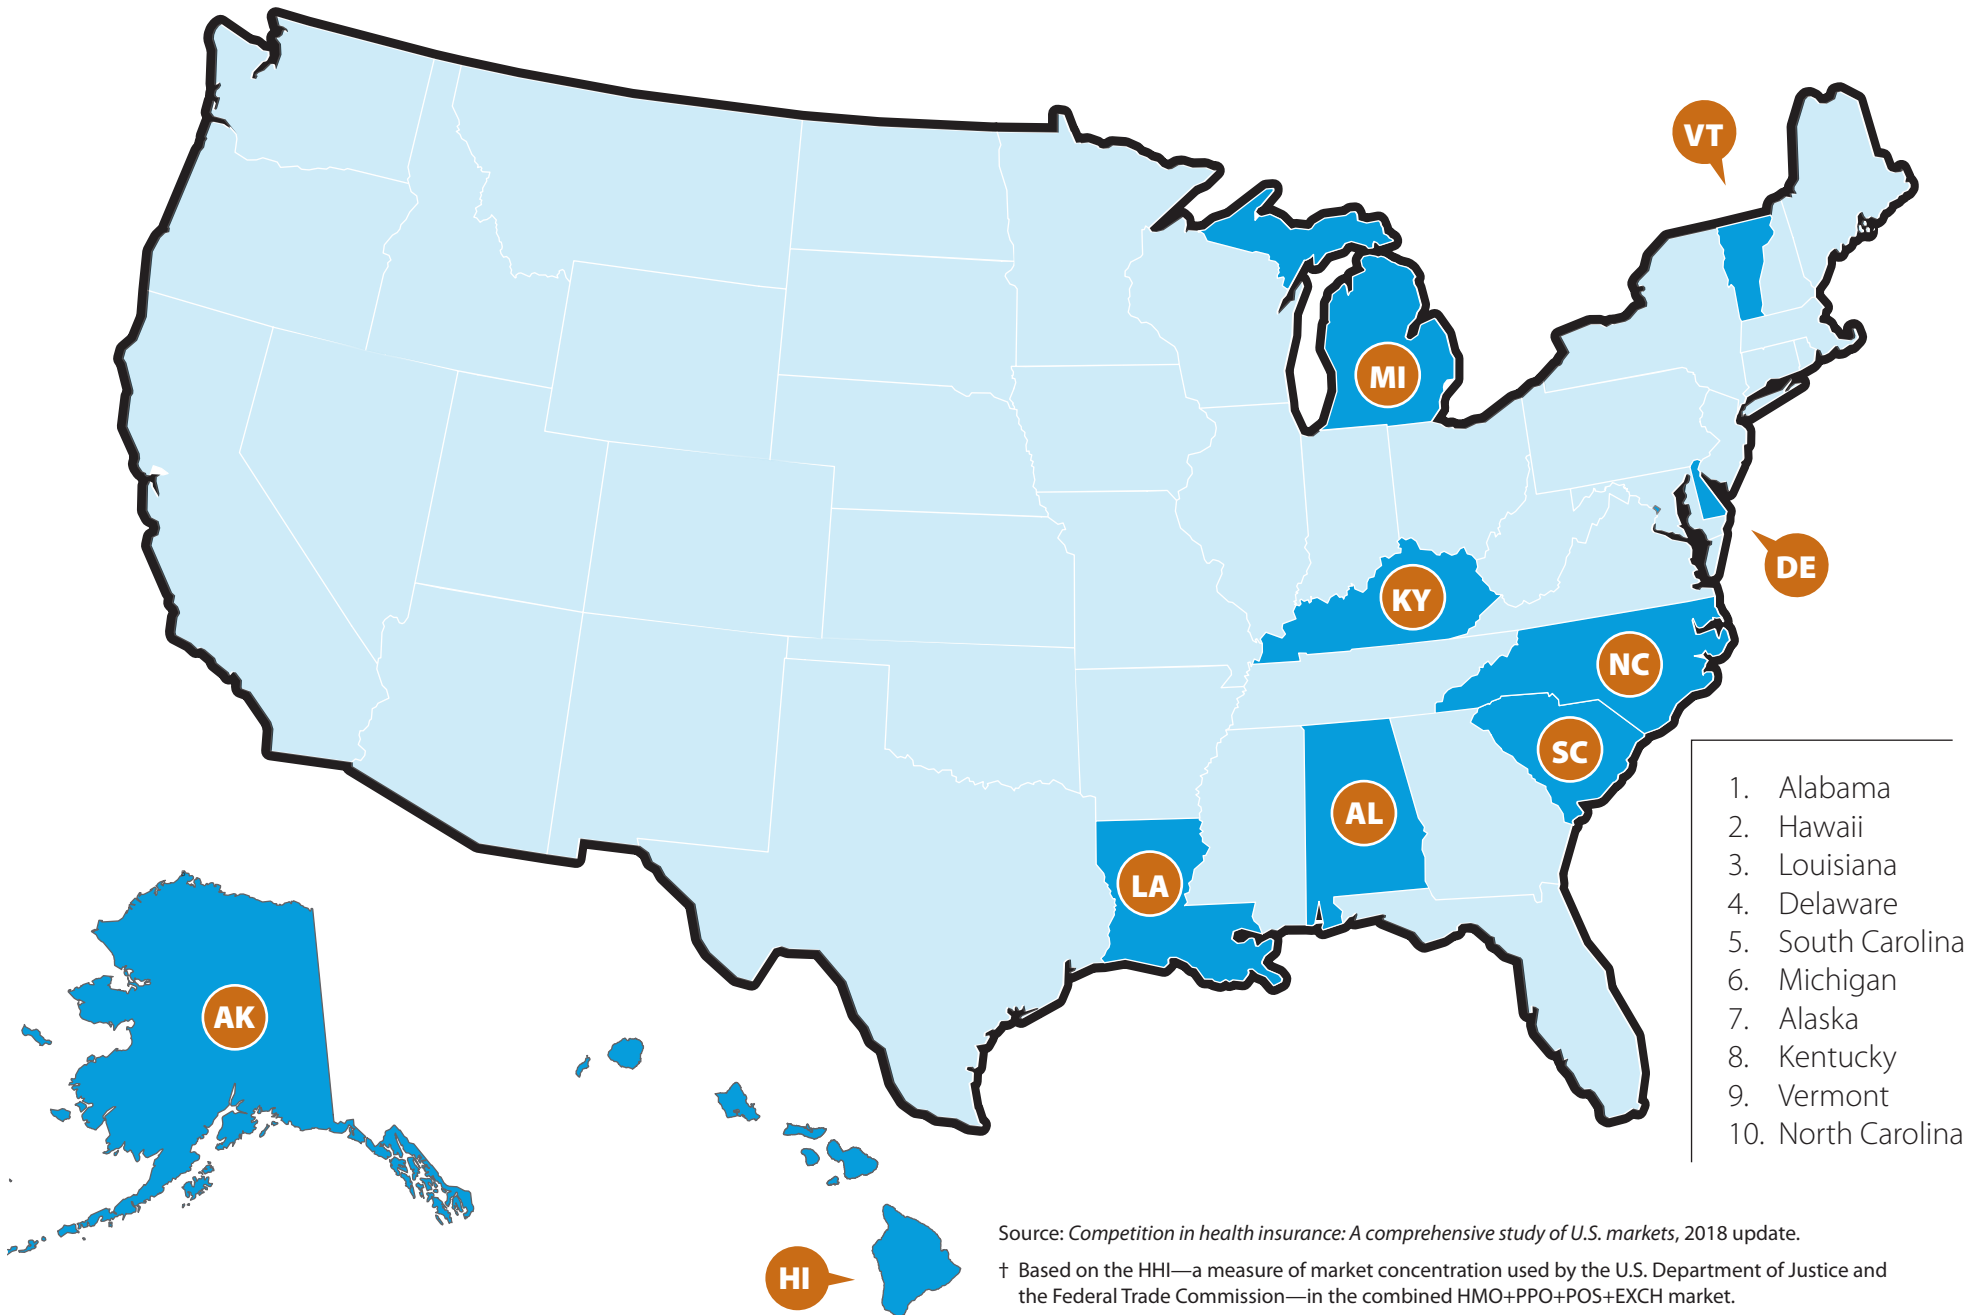 VT
MI
DE
KY
NC
SC
AL
LA
AK
HI
1. Alabama
2. Hawaii
3. Louisiana
4. Delaware
5. South Carolina
6. Michigan
7. Alaska
8. Kentucky
9. Vermont
10. North Carolina
Source: Competition in health insurance: A comprehensive study of U.S. markets, 2018 update.
† Based on the HHI—a measure of market concentration used by the U.S. Department of Justice and
the Federal Trade Commission—in the combined HMO+PPO+POS+EXCH market.